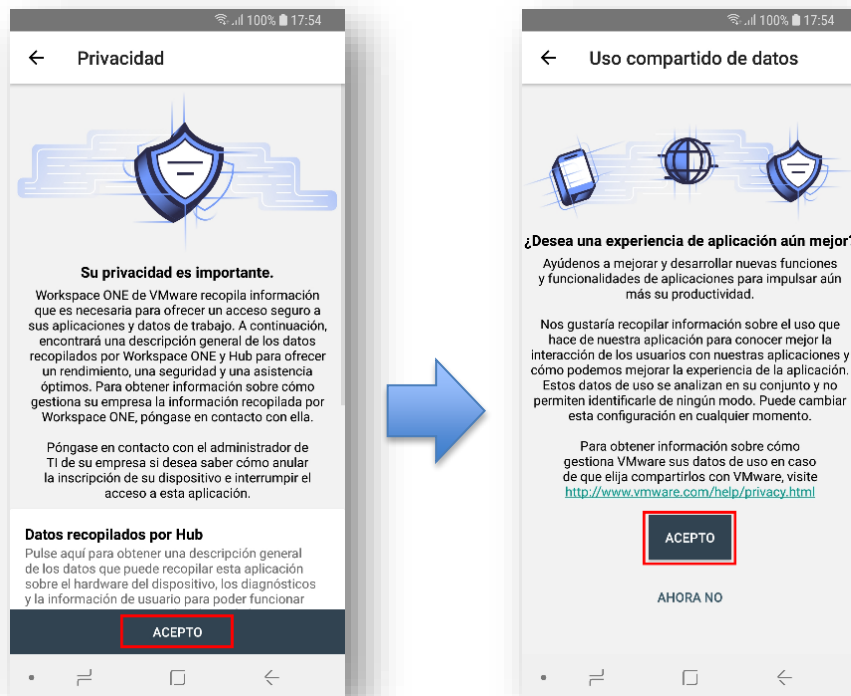 100% 17:54
Privacidad
Su privacidad es importante.
Workspace ONE de VMware recopila información
que es necesaria para ofrecer un acceso seguro a
sus aplicaciones y datos de trabajo. A continuación,
encontrará una descripción general de los datos
recopilados por Workspace ONE y Hub para ofrecer
un rendimiento, una seguridad y una asistencia
óptimos. Para obtener información sobre cómo
gestiona su empresa la información recopilada por
Workspace ONE, póngase en contacto con ella.
Póngase en contacto con el administrador de
TI de su empresa si desea saber cómo anular
la inscripción de su dispositivo e interrumpir el
acceso a esta aplicación.
Datos recopilados por Hub
Pulse aquí para obtener una descripción general
de los datos que puede recopilar esta aplicación
sobre el hardware del dispositivo, los diagnósticos
y la información de usuario para poder funcionar
ACEPTO
100% 17:54
Uso compartido de datos
¿Desea una experiencia de aplicación aún mejor?
Ayúdenos a mejorar y desarrollar nuevas funciones
y funcionalidades de aplicaciones para impulsar aún
más su productividad.
Nos gustaría recopilar información sobre el uso que
hace de nuestra aplicación para conocer mejor la
interacción de los usuarios con nuestras aplicaciones y
cómo podemos mejorar la experiencia de la aplicación.
Estos datos de uso se analizan en su conjunto y no
permiten identificarle de ningún modo. Puede cambiar
esta configuración en cualquier momento.
Para obtener información sobre cómo
gestiona VMware sus datos de uso en caso
de que elija compartirlos con VMware, visite
http://www.vmware.com/help/privacy.html
ACEPTO
AHORA NO